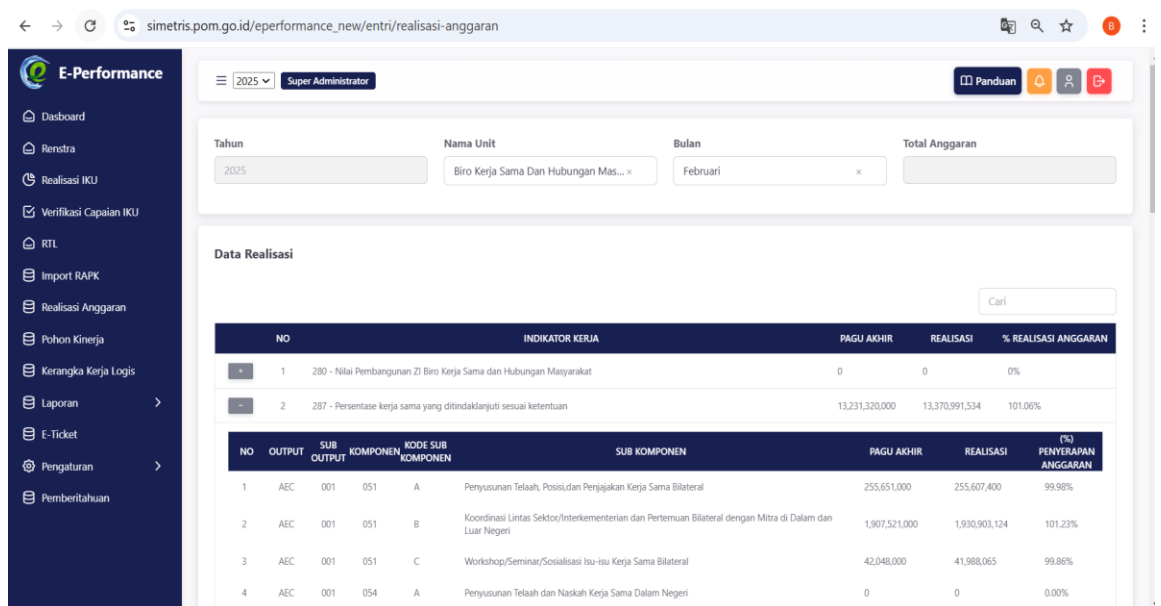 simetris.pom.go.id/eperformance_new/entri/realisasi-anggaran
B
E-Performance
2025
Super Administrator
Panduan
Dasboard
Renstra
Realisasi IKU
Verifikasi Capaian IKU
RTL
Import RAPK
Realisasi Anggaran
Pohon Kinerja
Kerangka Kerja Logis
Laporan
E-Ticket
Pengaturan
Pemberitahuan
Tahun Nama Unit Bulan Total Anggaran
2025 Biro Kerja Sama Dan Hubungan Mas... × Februari ×
Data Realisasi
Cari
NO INDIKATOR KERJA PAGU AKHIR REALISASI % REALISASI ANGGARAN
+ 1 280 - Nilai Pembangunan ZI Biro Kerja Sama dan Hubungan Masyarakat 0 0 0%
- 2 287 - Persentase kerja sama yang ditindaklanjuti sesuai ketentuan 13,231,320,000 13,370,991,534 101.06%
NO OUTPUT SUB OUTPUT KOMPONEN KODE SUB KOMPONEN SUB KOMPONEN PAGU AKHIR REALISASI (%) PENYERAPAN ANGGARAN
1 AEC 001 051 A Penyusunan Telaah, Posisi,dan Penjajakan Kerja Sama Bilateral 255,651,000 255,607,400 99.98%
2 AEC 001 051 B Koordinasi Lintas Sektor/Interkementerian dan Pertemuan Bilateral dengan Mitra di Dalam dan Luar Negeri 1,907,521,000 1,930,903,124 101.23%
3 AEC 001 051 C Workshop/Seminar/Sosialisasi Isu-isu Kerja Sama Bilateral 42,048,000 41,988,065 99.86%
4 AEC 001 054 A Penyusunan Telaah dan Naskah Kerja Sama Dalam Negeri 0 0 0.00%